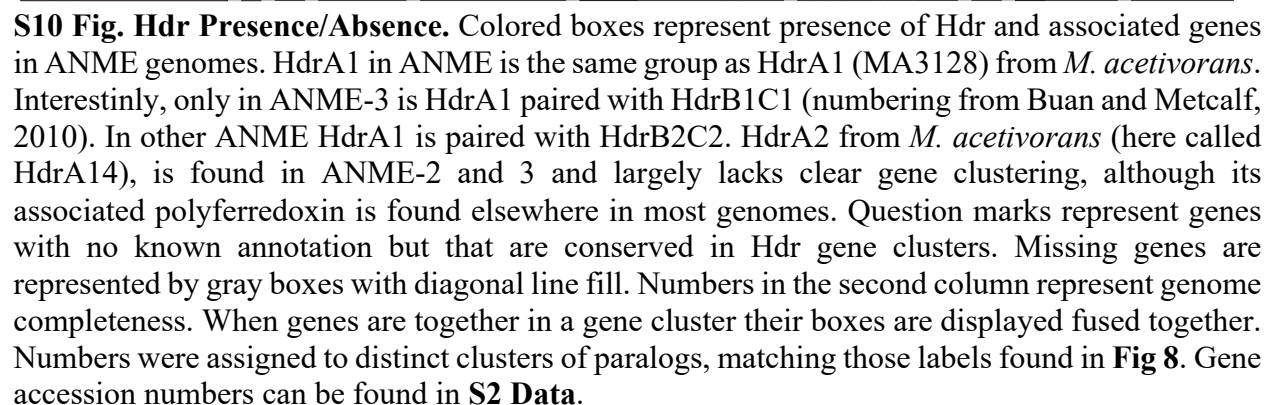 S10 Fig. Hdr Presence/Absence. Colored boxes represent presence of Hdr and associated genes
in ANME genomes. HdrA1 in ANME is the same group as HdrA1 (MA3128) from M. acetivorans.
Interestinly, only in ANME-3 is HdrA1 paired with HdrB1C1 (numbering from Buan and Metcalf,
2010). In other ANME HdrA1 is paired with HdrB2C2. HdrA2 from M. acetivorans (here called
HdrA14), is found in ANME-2 and 3 and largely lacks clear gene clustering, although its
associated polyferredoxin is found elsewhere in most genomes. Question marks represent genes
with no known annotation but that are conserved in Hdr gene clusters. Missing genes are
represented by gray boxes with diagonal line fill. Numbers in the second column represent genome
completeness. When genes are together in a gene cluster their boxes are displayed fused together.
Numbers were assigned to distinct clusters of paralogs, matching those labels found in Fig 8. Gene
accession numbers can be found in S2 Data.